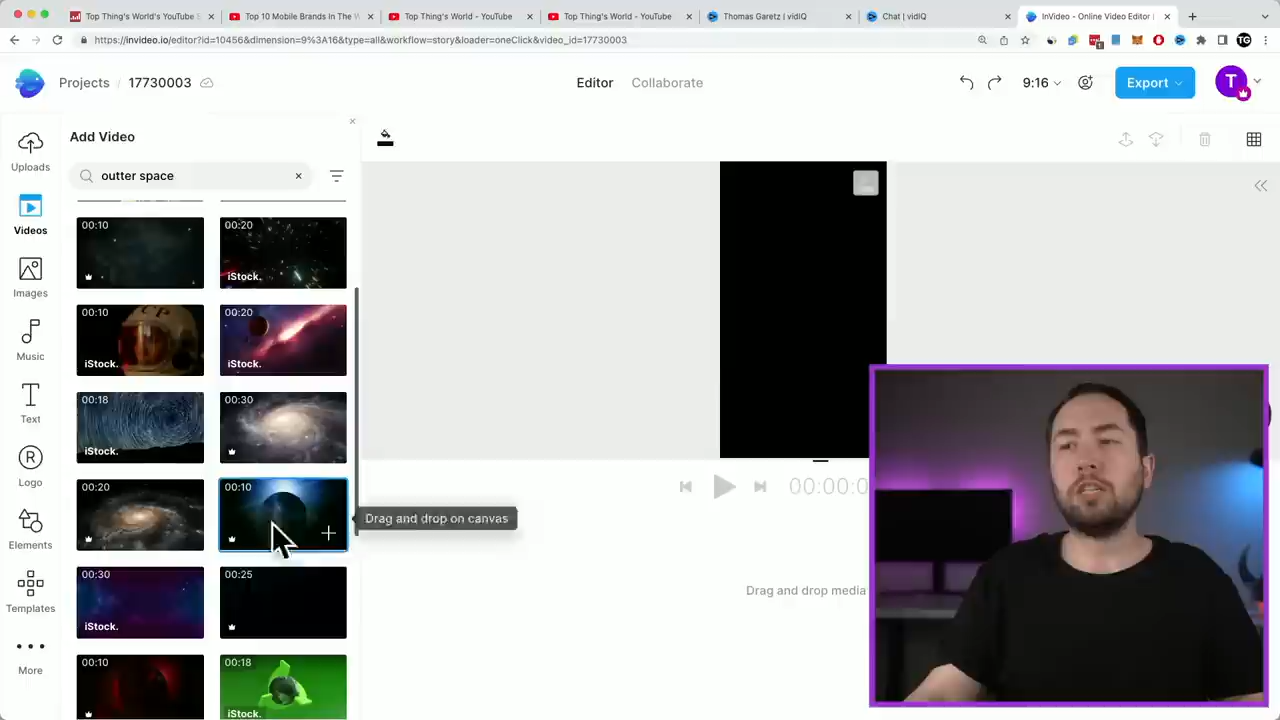 Top Thing's World's YouTube S
Top 10 Mobile Brands In The W
Top Thing's World - YouTube
Top Thing's World - YouTube
Thomas Garetz | vidIQ
Chat | vidIQ
InVideo - Online Video Editor |
https://invideo.io/editor?id=10456&dimension=9%3A16&type=all&workflow=story&loader=oneClick&video_id=17730003
1
TG
Projects / 17730003
Editor
Collaborate
9:16
Export
T
Uploads
Videos
Images
Music
Text
Logo
Elements
Templates
More
Add Video
outter space
00:10
00:20
iStock.
00:10
iStock.
00:20
iStock.
00:18
iStock.
00:30
00:20
00:10
Drag and drop on canvas
00:30
iStock.
00:25
00:10
00:18
iStock.
00:00:0
Drag and drop media